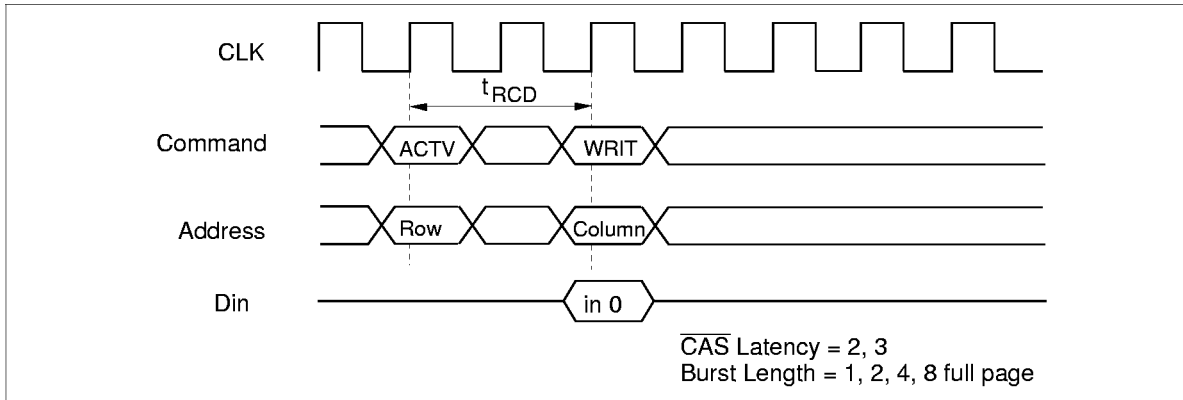 CLK
tRCD
Command
ACTV
WRIT
Address
Row
Column
Din
in 0
CAS Latency = 2, 3
Burst Length = 1, 2, 4, 8 full page